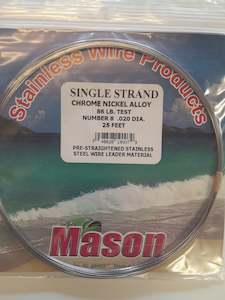 Stainless Wire Products
SINGLE STRAND
CHROME NICKEL ALLOY
86 LB. TEST
NUMBER 8 .020 DIA.
25 FEET
PRE-STRAIGHTENED STAINLESS
STEEL WIRE LEADER MATERIAL
Mason